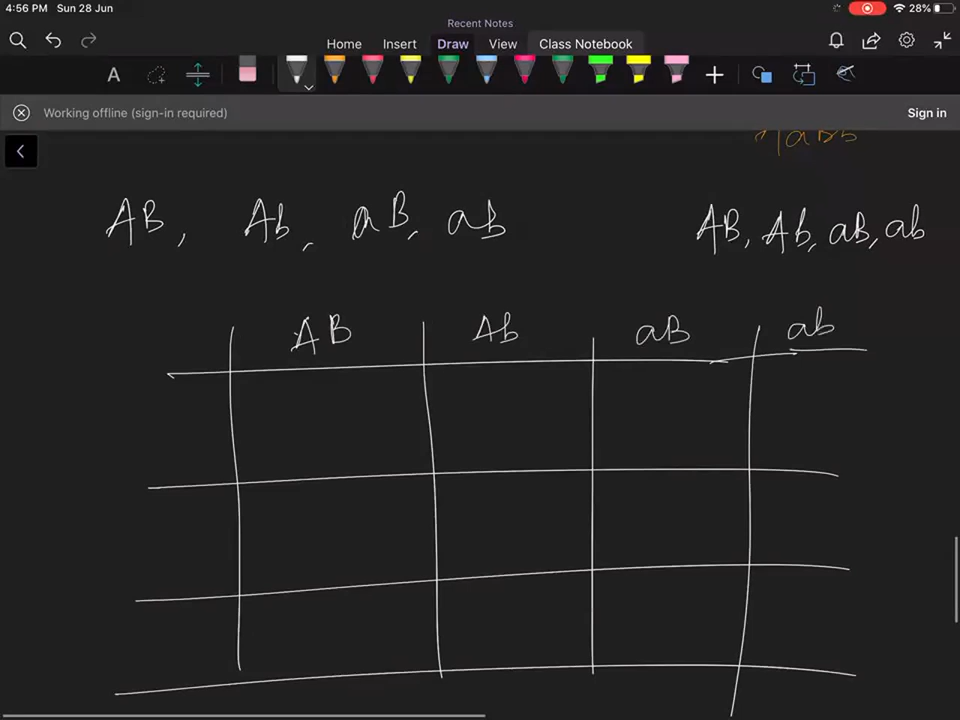 4:56 PM Sun 28 Jun 28%
Recent Notes
Home Insert Draw View Class Notebook
A
Working offline (sign-in required) Sign in
AB, Ab, aB, ab AB, Ab, aB, ab
AB Ab aB ab